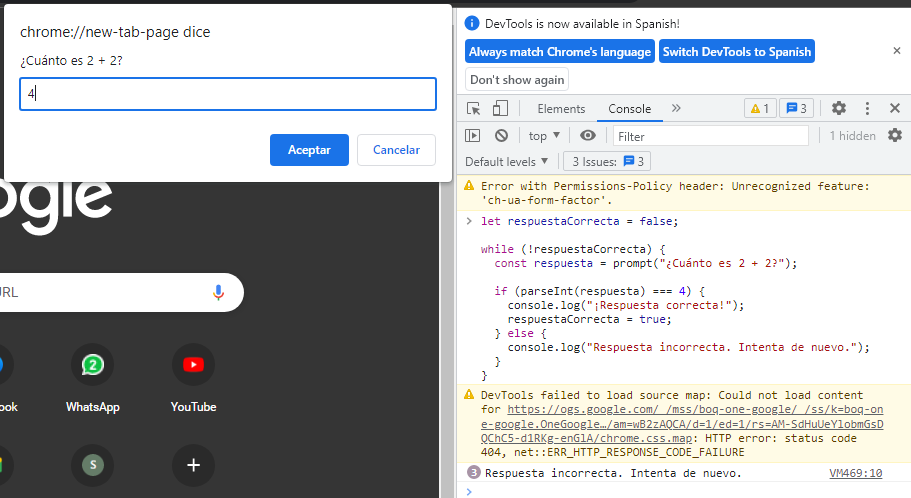 chrome://new-tab-page dice
¿Cuánto es 2 + 2?
4
Aceptar
Cancelar
ogle
URL
2
ook
WhatsApp
YouTube
S
DevTools is now available in Spanish!
Always match Chrome's language
Switch DevTools to Spanish
Don't show again
Elements
Console
1
3
top
Filter
1 hidden
Default levels
3 Issues:
3
Error with Permissions-Policy header: Unrecognized feature:
'ch-ua-form-factor'.
let respuestaCorrecta = false;
while (!respuestaCorrecta) {
const respuesta = prompt("¿Cuánto es 2 + 2?");
if (parseInt(respuesta) === 4) {
console.log("¡Respuesta correcta!");
respuestaCorrecta = true;
} else {
console.log("Respuesta incorrecta. Intenta de nuevo.");
}
}
DevTools failed to load source map: Could not load content
for https://ogs.google.com/_/mss/boq-one-google/_/ss/k=boq-on
e-google.OneGoogle…/am=wB2zAQCA/d=1/ed=1/rs=AM-SdHuUeYlobmGsD
QChC5-d1RKg-enGlA/chrome.css.map: HTTP error: status code
404, net::ERR_HTTP_RESPONSE_CODE_FAILURE
3 Respuesta incorrecta. Intenta de nuevo. VM469:10